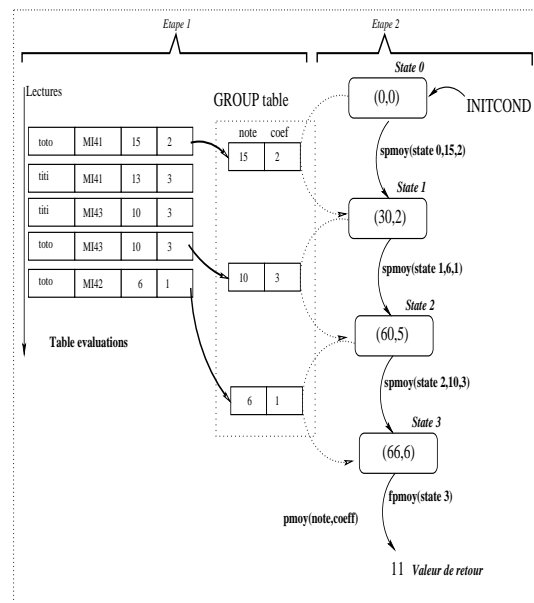 Etape 1
Etape 2
Lectures
GROUP table
note coef
toto MI41 15 2
titi MI41 13 3
titi MI43 10 3
toto MI43 10 3
toto MI42 6 1
Table evaluations
15 2
10 3
6 1
State 0
(0,0)
INITCOND
spmoy(state 0,15,2)
State 1
(30,2)
spmoy(state 1,6,1)
State 2
(60,5)
spmoy(state 2,10,3)
State 3
(66,6)
fpmoy(state 3)
pmoy(note,coeff)
11 Valeur de retour